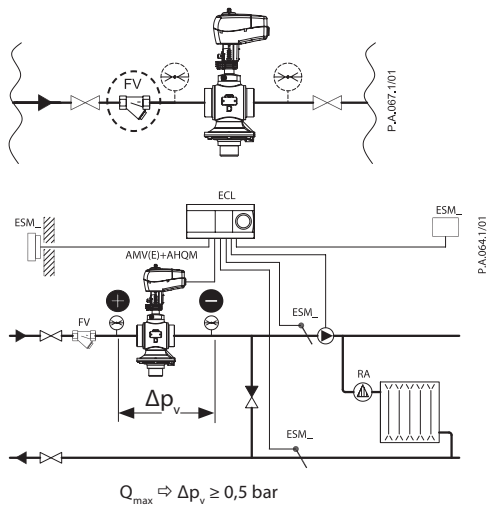 FV
P.A.067.1/01
ECL
ESM_
ESM_
P.A.064.1/01
AMV(E)+AHQM
+
−
FV
ESM_
RA
Δpᵥ
ESM_
Qₘₐₓ ⇨ Δpᵥ ≥ 0,5 bar